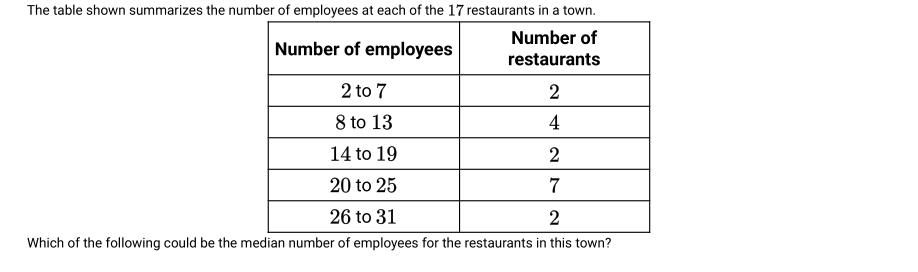 The table shown summarizes the number of employees at each of the 17 restaurants in a town.
Number of employees Number of restaurants
2 to 7 2
8 to 13 4
14 to 19 2
20 to 25 7
26 to 31 2
Which of the following could be the median number of employees for the restaurants in this town?